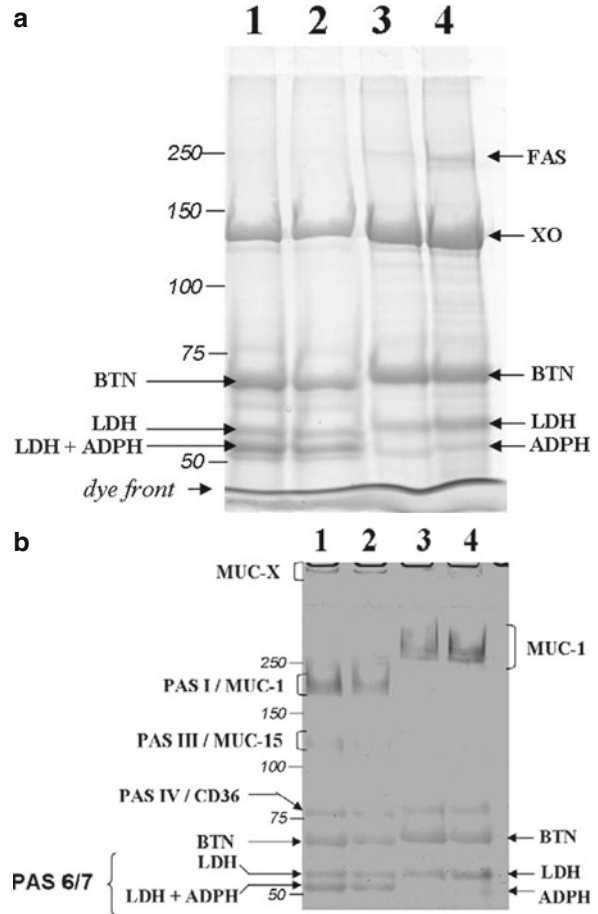 a
1 2 3 4
250
FAS
150
XO
100
75
BTN
BTN
LDH
LDH
LDH + ADPH
ADPH
50
dye front
b
1 2 3 4
MUC-X
MUC-1
250
PAS I / MUC-1
150
PAS III / MUC-15
100
PAS IV / CD36
75
BTN
BTN
LDH
LDH
PAS 6/7
LDH + ADPH
ADPH
50